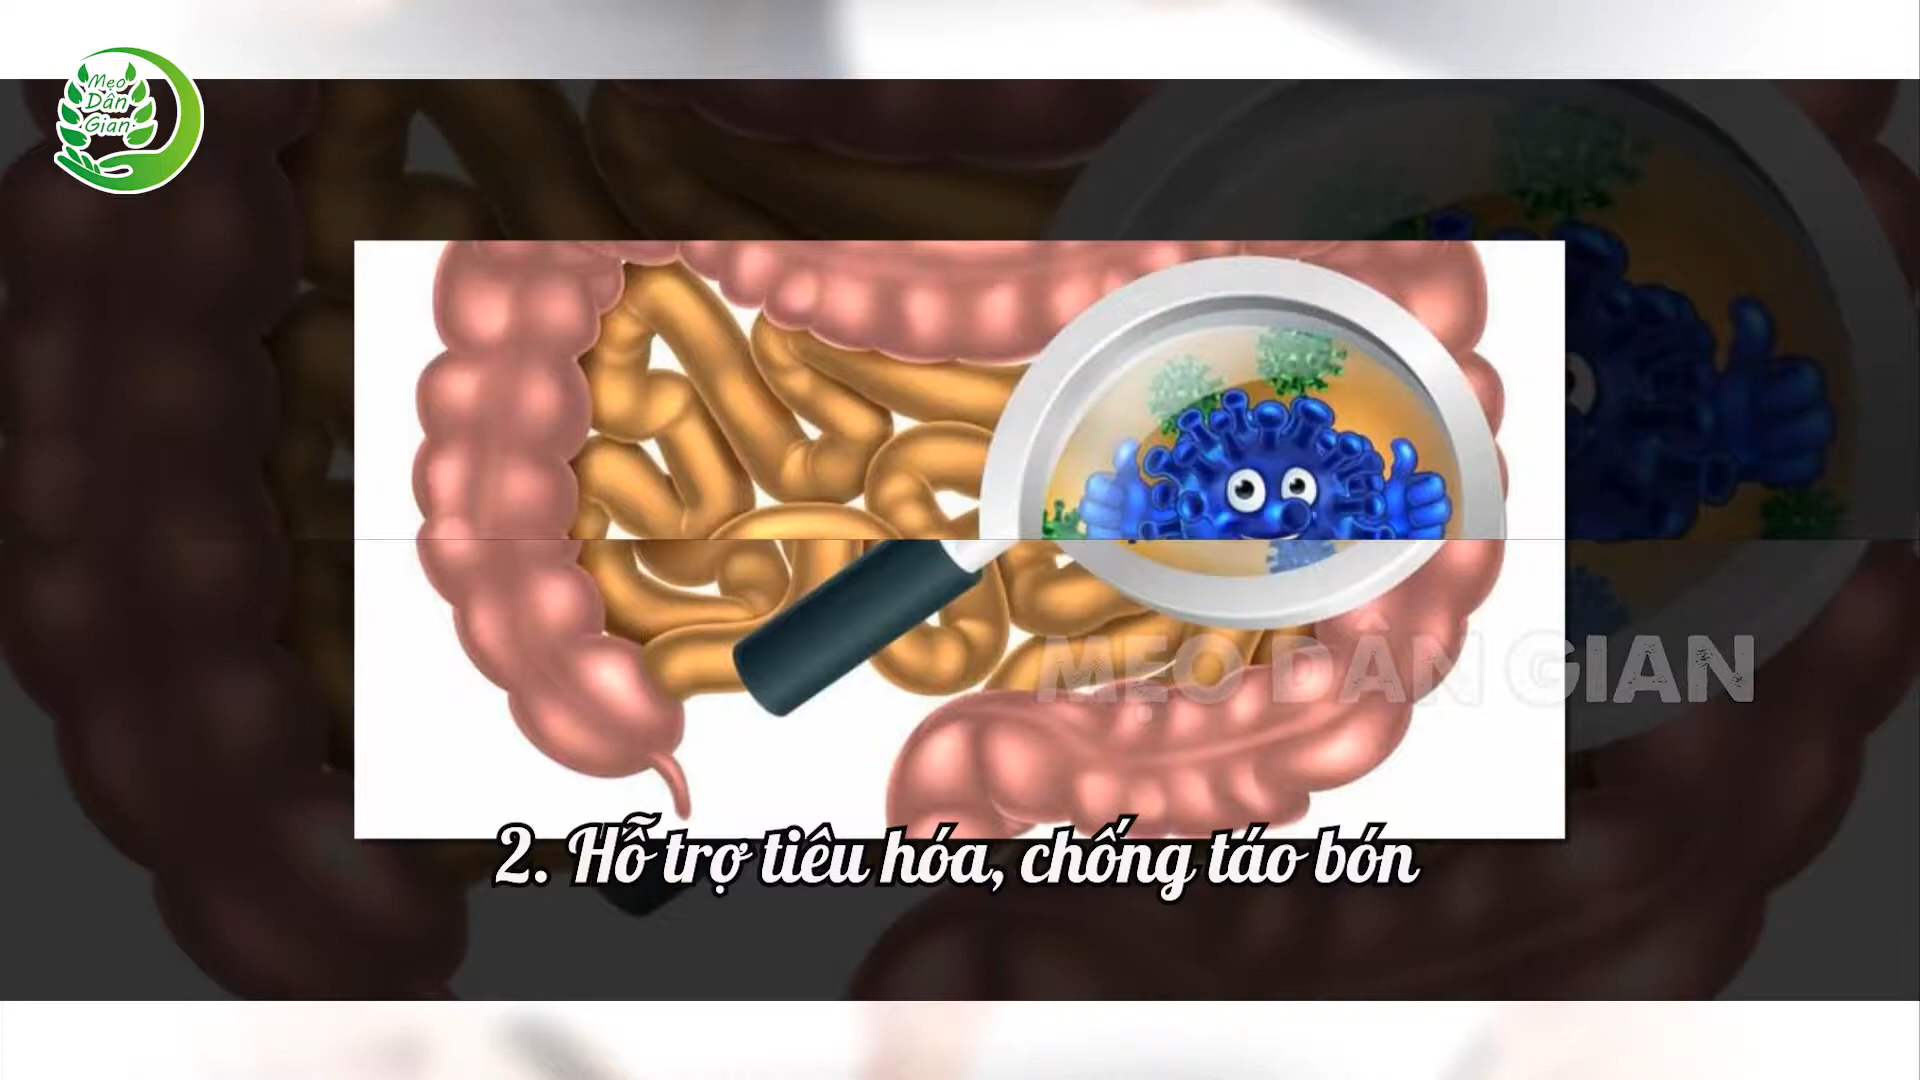 Mẹo
Dân
Gian
MẸO DÂN GIAN
2. Hỗ trợ tiêu hóa, chống táo bón